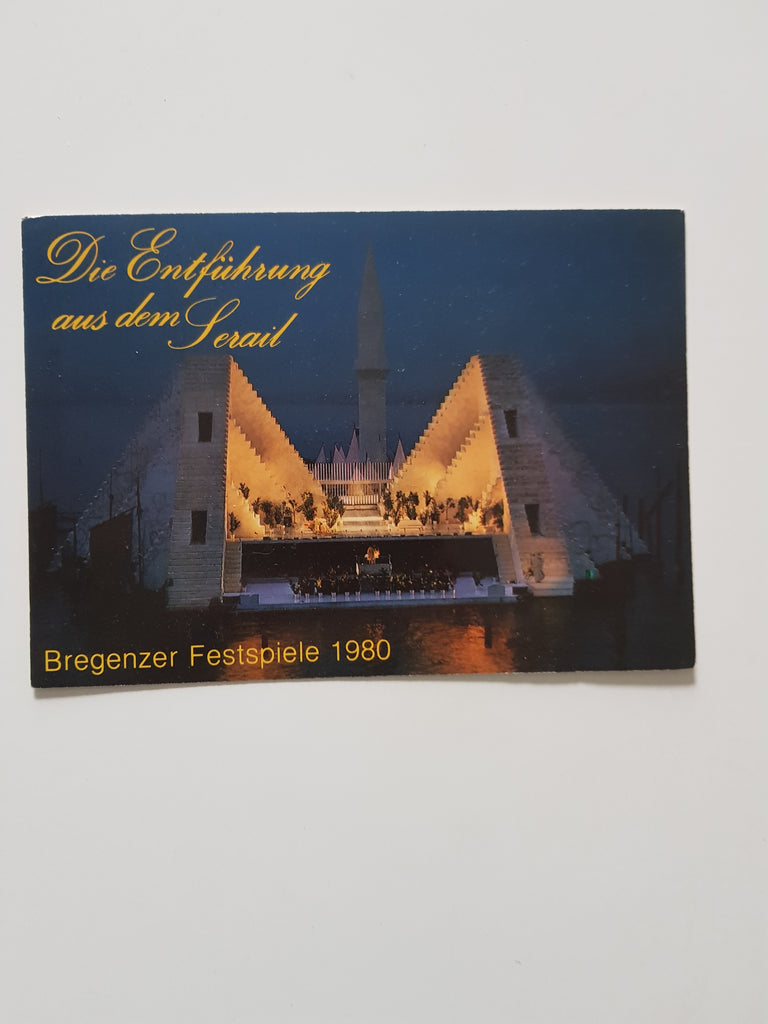 Die Entführung
aus dem Serail
Bregenzer Festspiele 1980